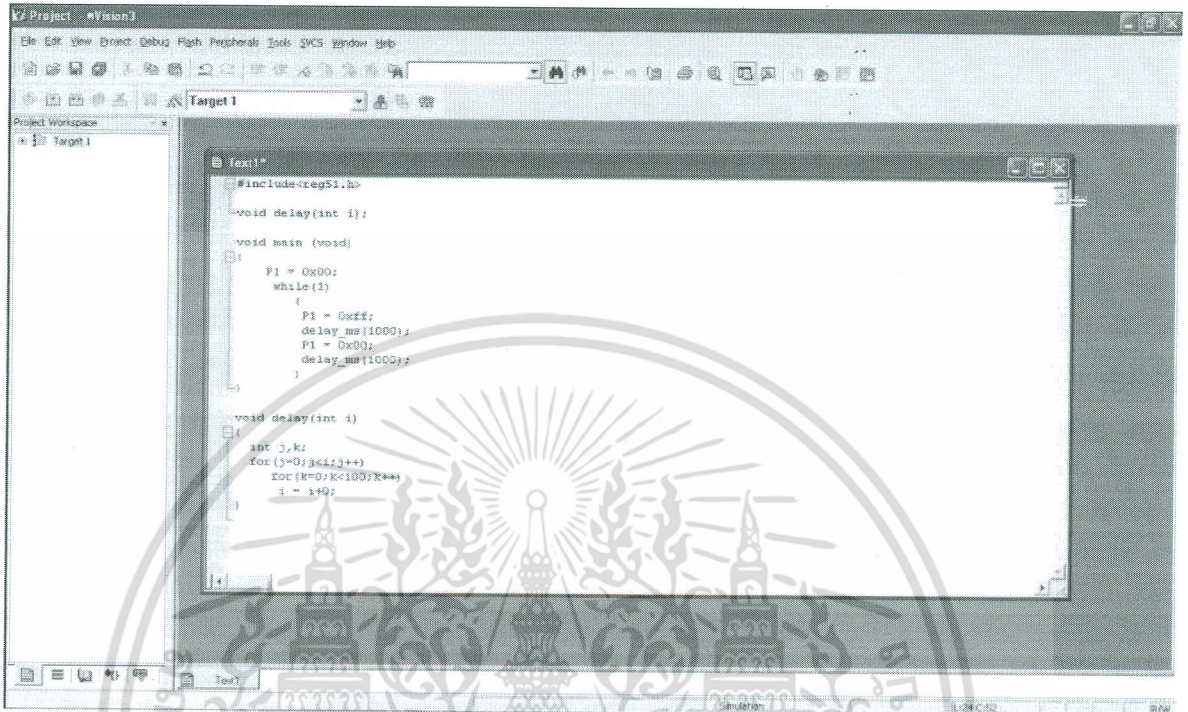 Project - µVision3
File Edit View Project Debug Flash Peripherals Tools SVCS Window Help
Target 1
Project Workspace
Target 1
Text1*
#include<reg51.h>
void delay(int i);
void main (void)
{
P1 = 0x00;
while(1)
{
P1 = 0xff;
delay_ms(1000);
P1 = 0x00;
delay_ms(1000);
}
}
void delay(int i)
{
int j,k;
for(j=0;j<i;j++)
for(k=0;k<100;k++)
i = i+0;
}
Text1
Simulation
L:24 C:52
R/W